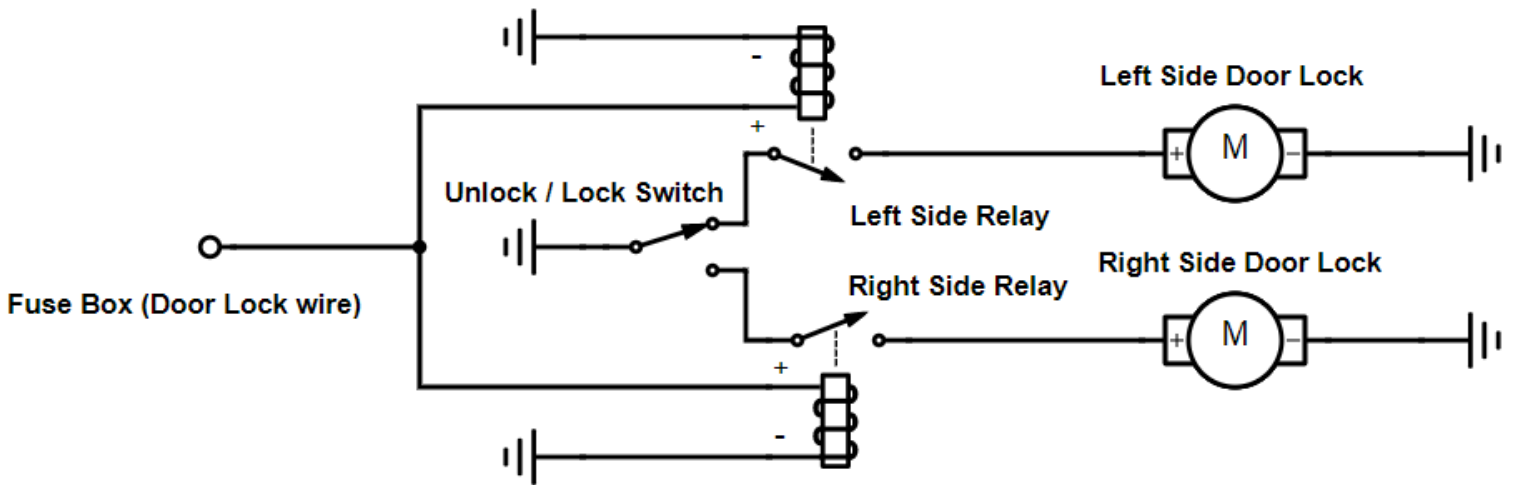 -
Left Side Door Lock
+
+ M -
Unlock / Lock Switch
Left Side Relay
Right Side Door Lock
Fuse Box (Door Lock wire)
Right Side Relay
+ M -
+
-